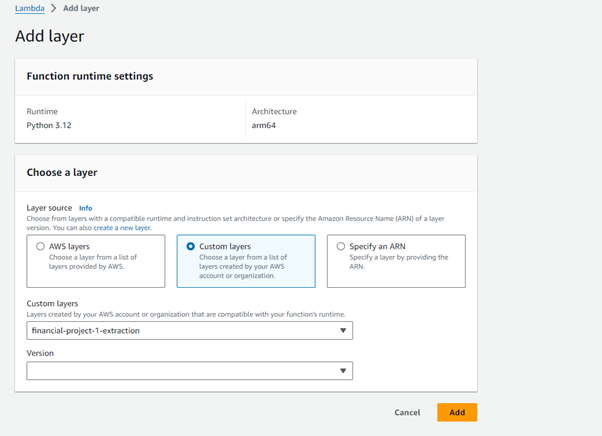 Lambda > Add layer
Add layer
Function runtime settings
Runtime
Python 3.12
Architecture
arm64
Choose a layer
Layer source Info
Choose from layers with a compatible runtime and instruction set architecture or specify the Amazon Resource Name (ARN) of a layer
version. You can also create a new layer.
AWS layers
Choose a layer from a list of
layers provided by AWS.
Custom layers
Choose a layer from a list of
layers created by your AWS
account or organization.
Specify an ARN
Specify a layer by providing the
ARN.
Custom layers
Layers created by your AWS account or organization that are compatible with your function's runtime.
financial-project-1-extraction
Version
Cancel
Add